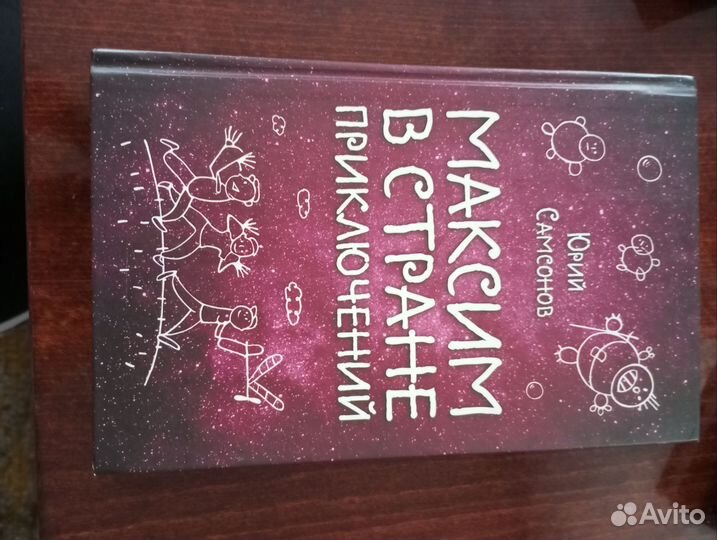 Юрий
Самсонов
МАКСИМ
В СТРАНЕ
ПРИКЛЮЧЕНИЙ
Avito